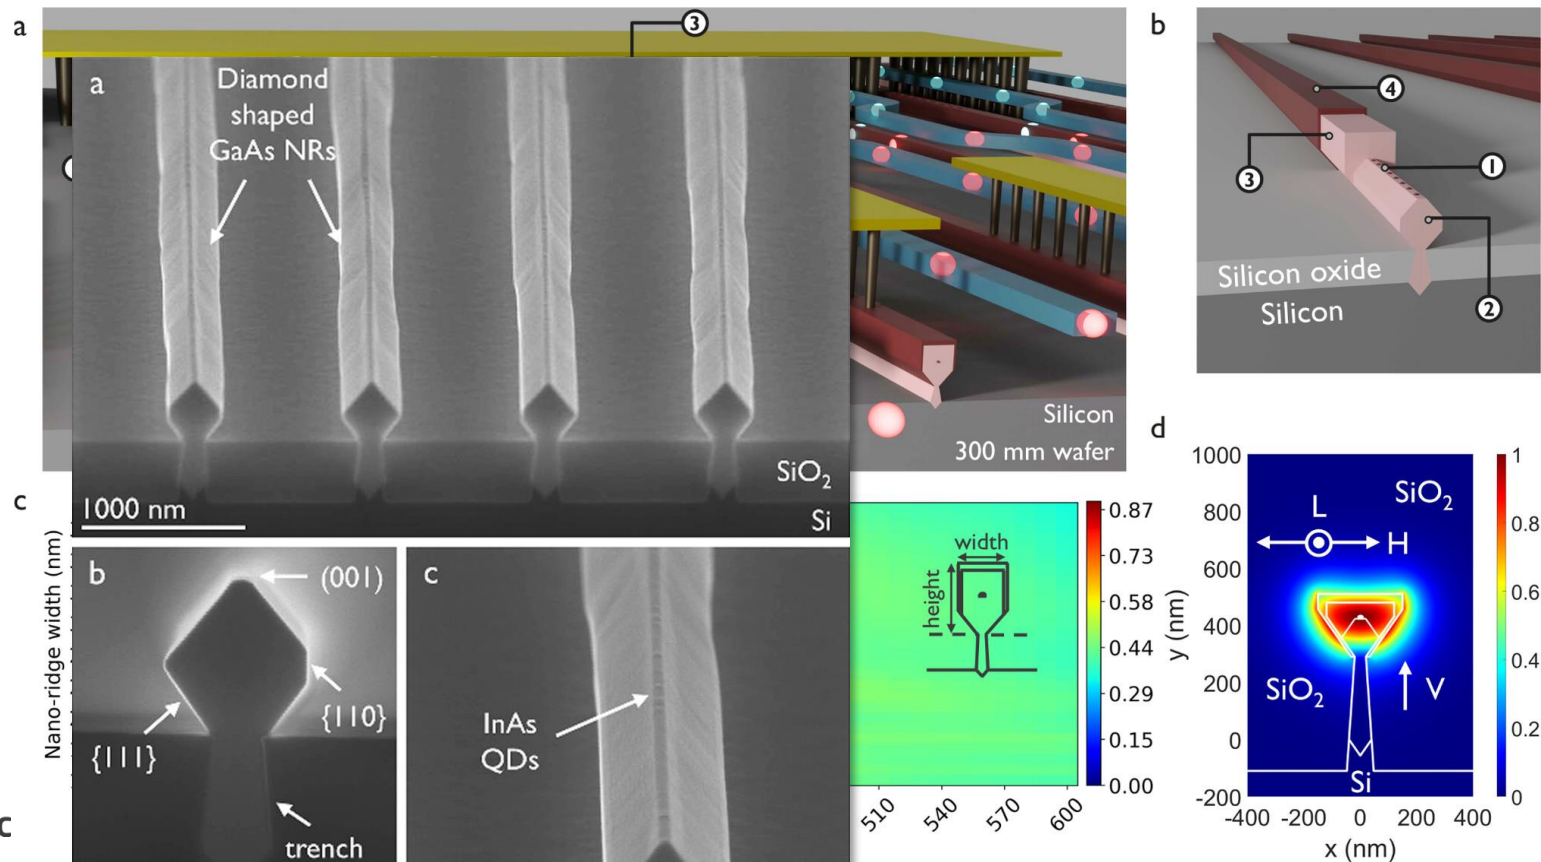 a
3
a
Diamond
shaped
GaAs NRs
SiO2
1000 nm
Si
Silicon
300 mm wafer
b
4
1
3
2
Silicon oxide
Silicon
c
Nano-ridge width (nm)
b
(001)
{110}
{111}
trench
c
InAs
QDs
width
height
0.87
0.73
0.58
0.44
0.29
0.15
0.00
510
540
570
600
d
1000
800
600
400
200
0
-200
y (nm)
-400 -200 0 200 400
x (nm)
SiO2
L
H
SiO2
V
Si
1
0.8
0.6
0.4
0.2
0